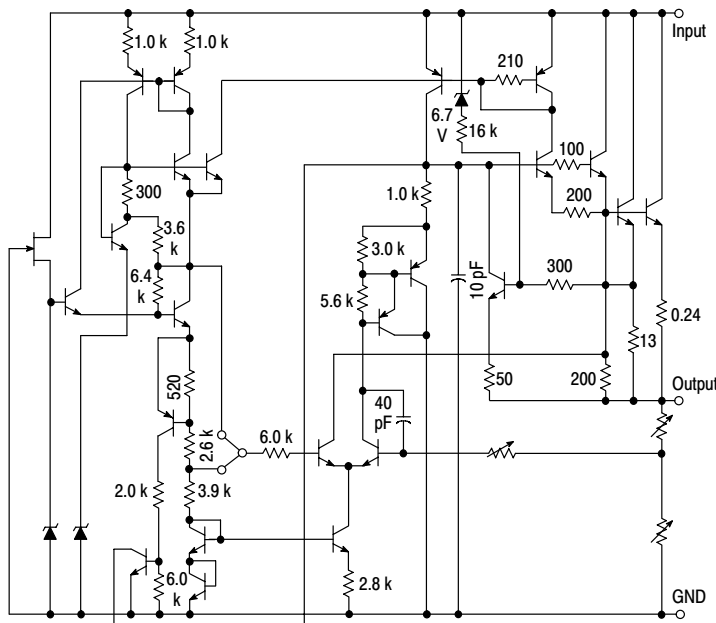 Input
1.0 k
1.0 k
210
6.7
V
16 k
100
300
1.0 k
200
3.6
k
3.0 k
6.4
k
10 pF
300
5.6 k
0.24
13
520
50
200
Output
40
pF
2.6 k
6.0 k
2.0 k
3.9 k
6.0
k
2.8 k
GND